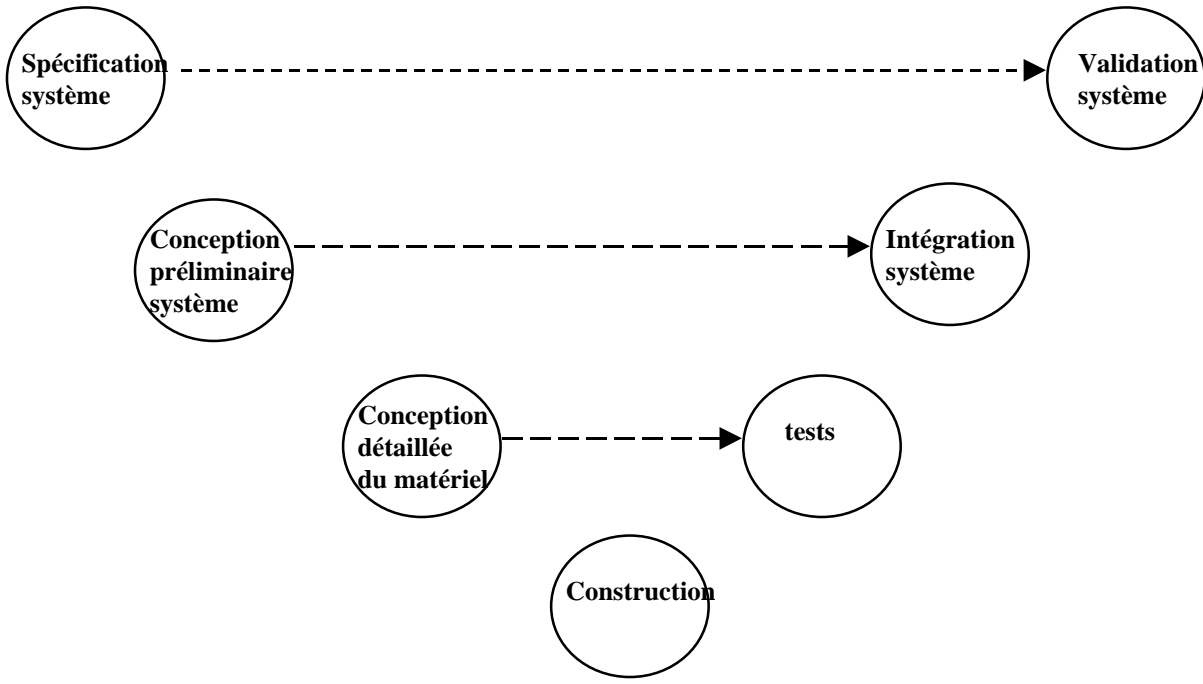 Spécification
système
Validation
système
Conception
préliminaire
système
Intégration
système
Conception
détaillée
du matériel
tests
Construction